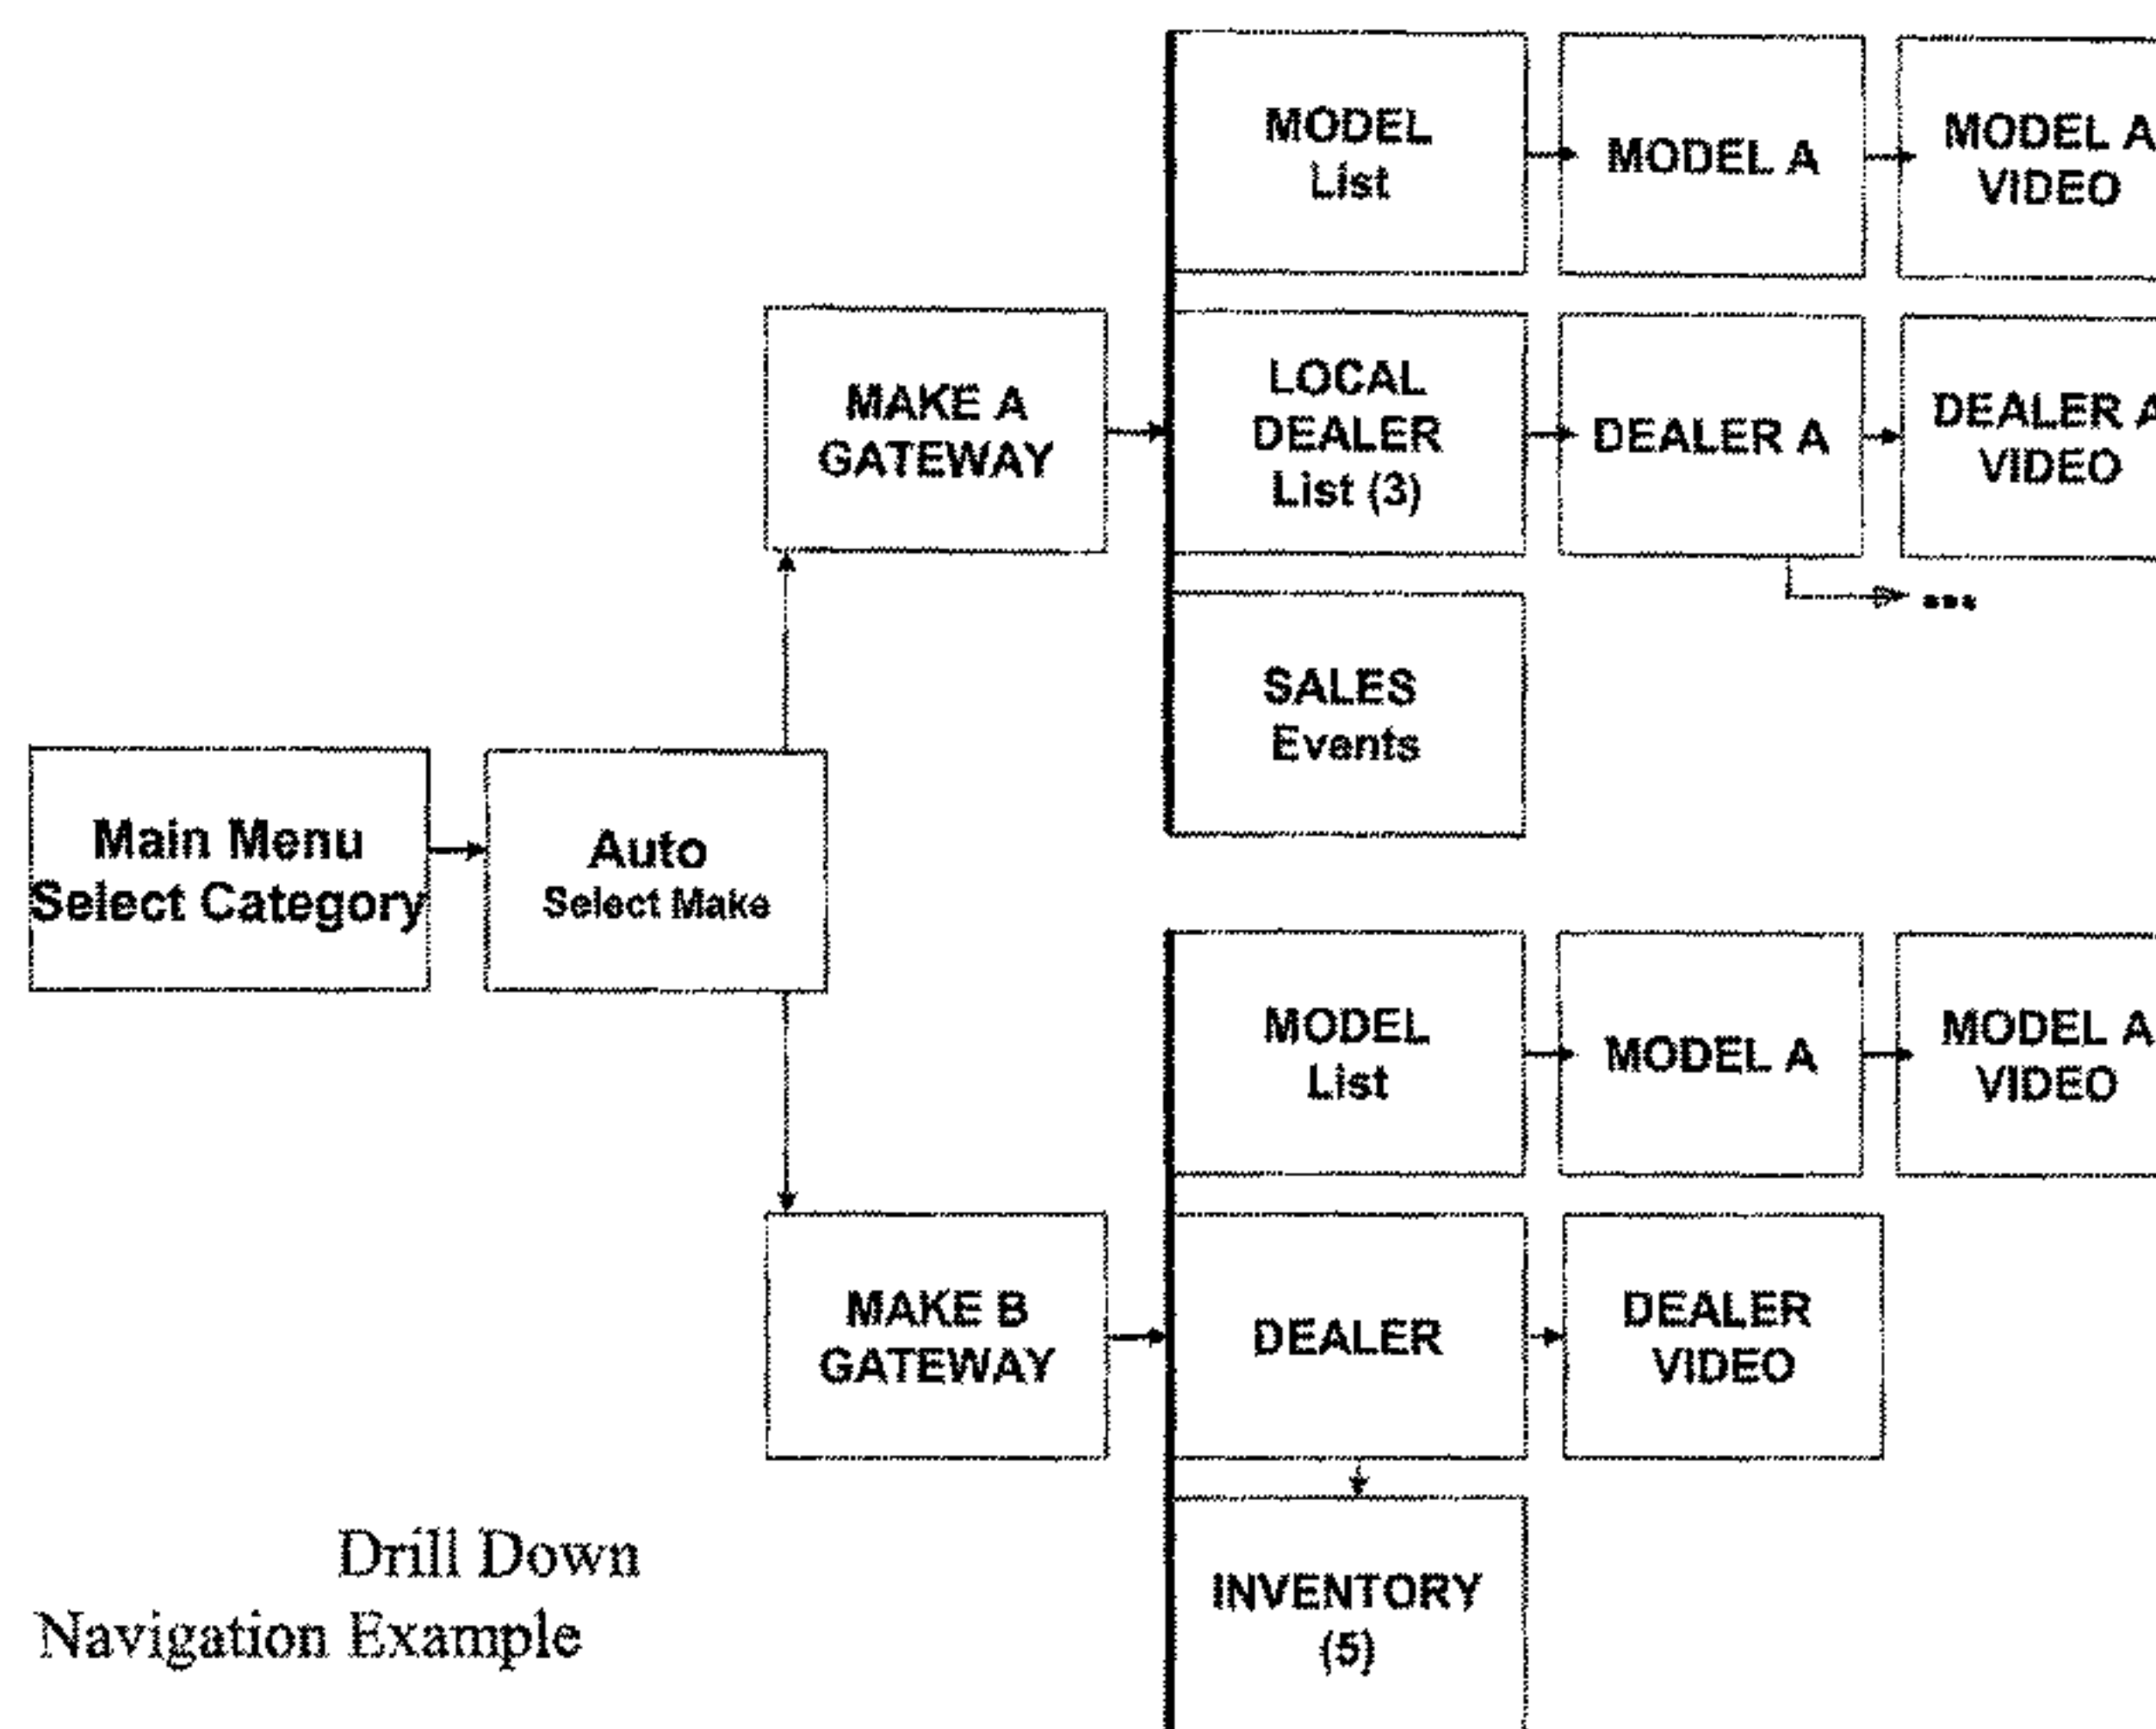 MODEL
List
MODEL A
MODEL A
VIDEO
MAKE A
GATEWAY
LOCAL
DEALER
List (3)
DEALER A
DEALER A
VIDEO
...
SALES
Events
Main Menu
Select Category
Auto
Select Make
MODEL
List
MODEL A
MODEL A
VIDEO
MAKE B
GATEWAY
DEALER
DEALER
VIDEO
INVENTORY
(5)
Drill Down
Navigation Example